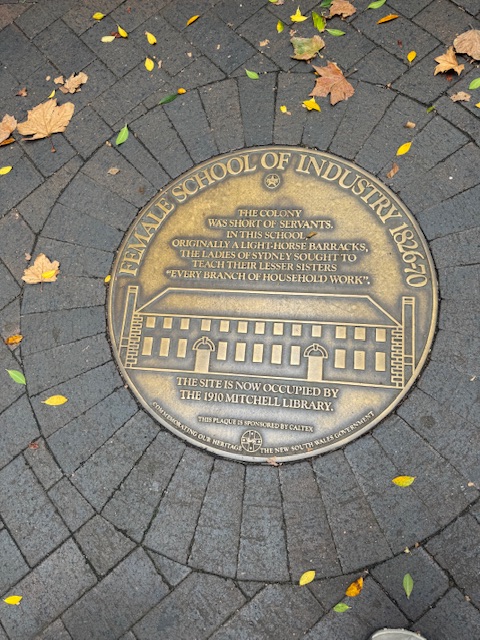 FEMALE SCHOOL OF INDUSTRY 1826-70
THE COLONY
WAS SHORT OF SERVANTS.
IN THIS SCHOOL,
ORIGINALLY A LIGHT-HORSE BARRACKS,
THE LADIES OF SYDNEY SOUGHT TO
TEACH THEIR LESSER SISTERS
"EVERY BRANCH OF HOUSEHOLD WORK".
THE SITE IS NOW OCCUPIED BY
THE 1910 MITCHELL LIBRARY.
THIS PLAQUE IS SPONSORED BY CALTEX
COMMEMORATING OUR HERITAGE THE NEW SOUTH WALES GOVERNMENT